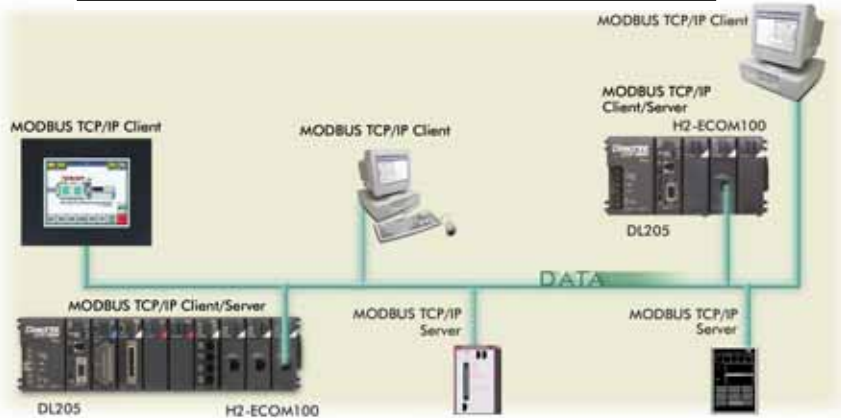 MODBUS TCP/IP Client
MODBUS TCP/IP
Client/Server
H2-ECOM100
MODBUS TCP/IP Client
MODBUS TCP/IP Client
DL205
DATA
MODBUS TCP/IP Client/Server
MODBUS TCP/IP
Server
MODBUS TCP/IP
Server
DL205
H2-ECOM100